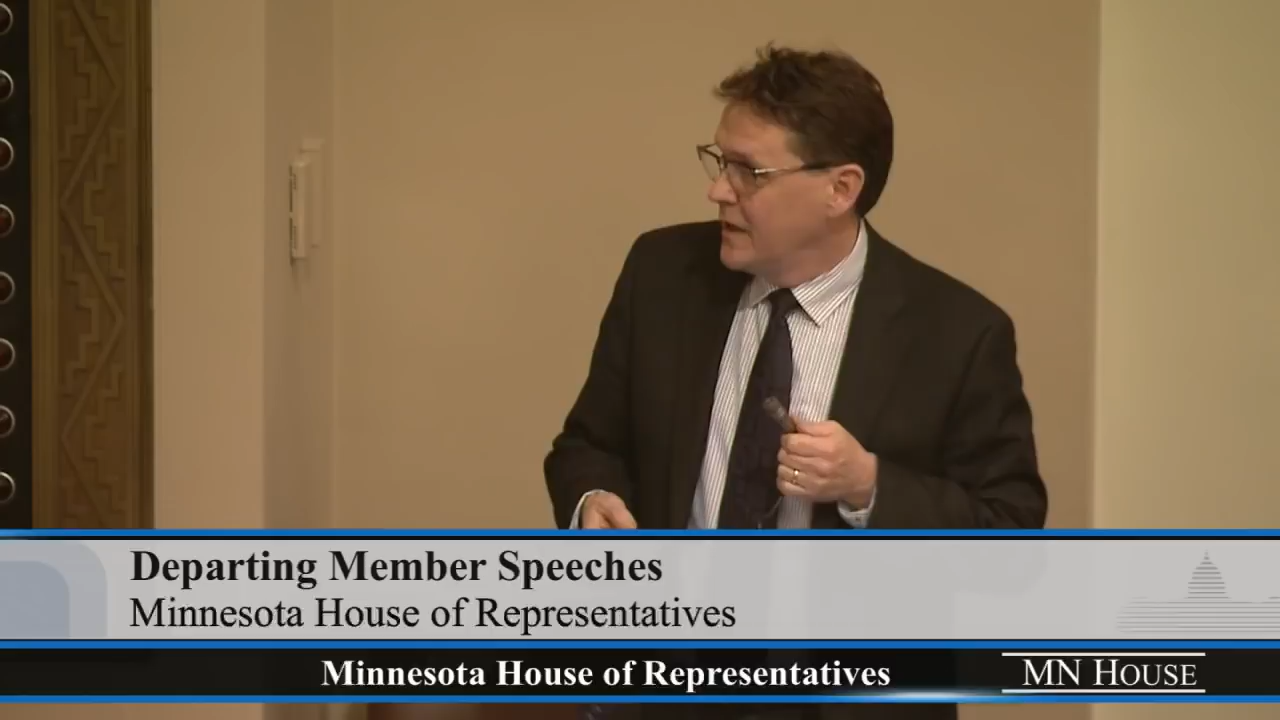 Departing Member Speeches
Minnesota House of Representatives
Minnesota House of Representatives
MN HOUSE